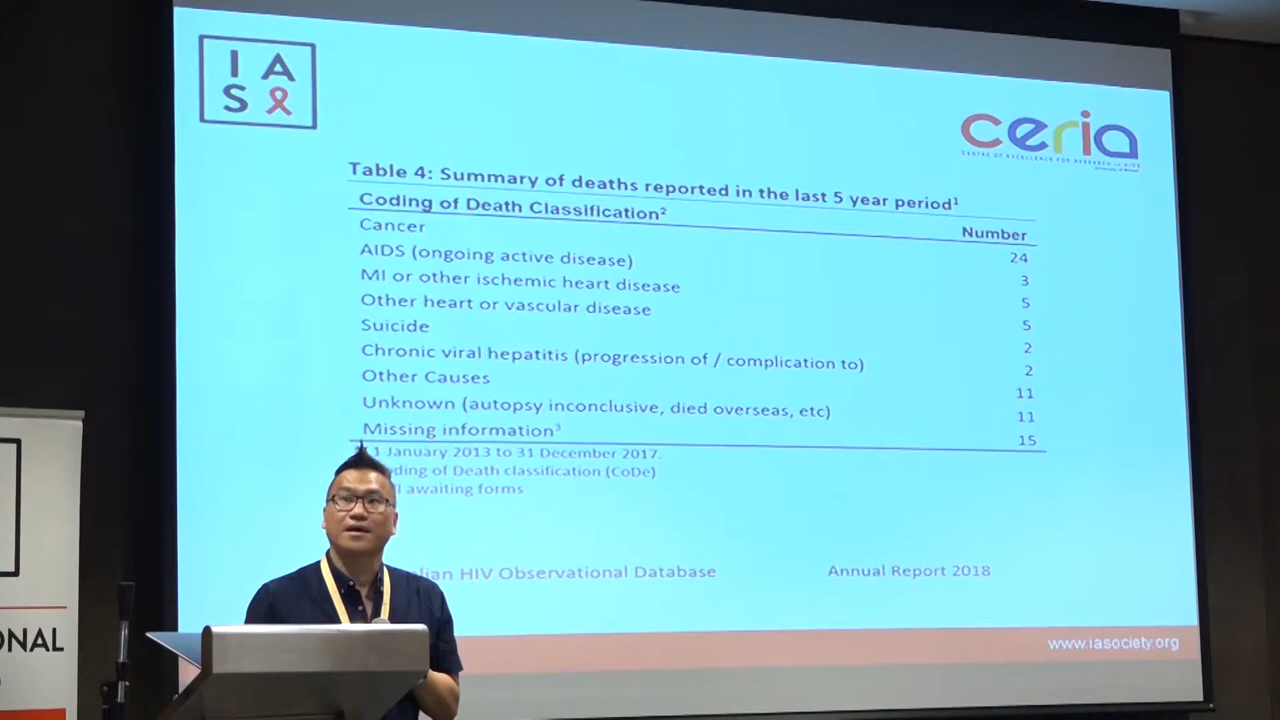 I A
S
ceria
CENTRE OF EXCELLENCE FOR RESEARCH IN AIDS
University of Malaya
Table 4: Summary of deaths reported in the last 5 year period¹
Coding of Death Classification² Number
Cancer 24
AIDS (ongoing active disease) 3
MI or other ischemic heart disease 5
Other heart or vascular disease 5
Suicide 2
Chronic viral hepatitis (progression of / complication to) 2
Other Causes 11
Unknown (autopsy inconclusive, died overseas, etc) 11
Missing information³ 15
1 January 2013 to 31 December 2017.
oding of Death classification (CoDe)
awaiting forms
lian HIV Observational Database Annual Report 2018
www.iasociety.org
ONAL